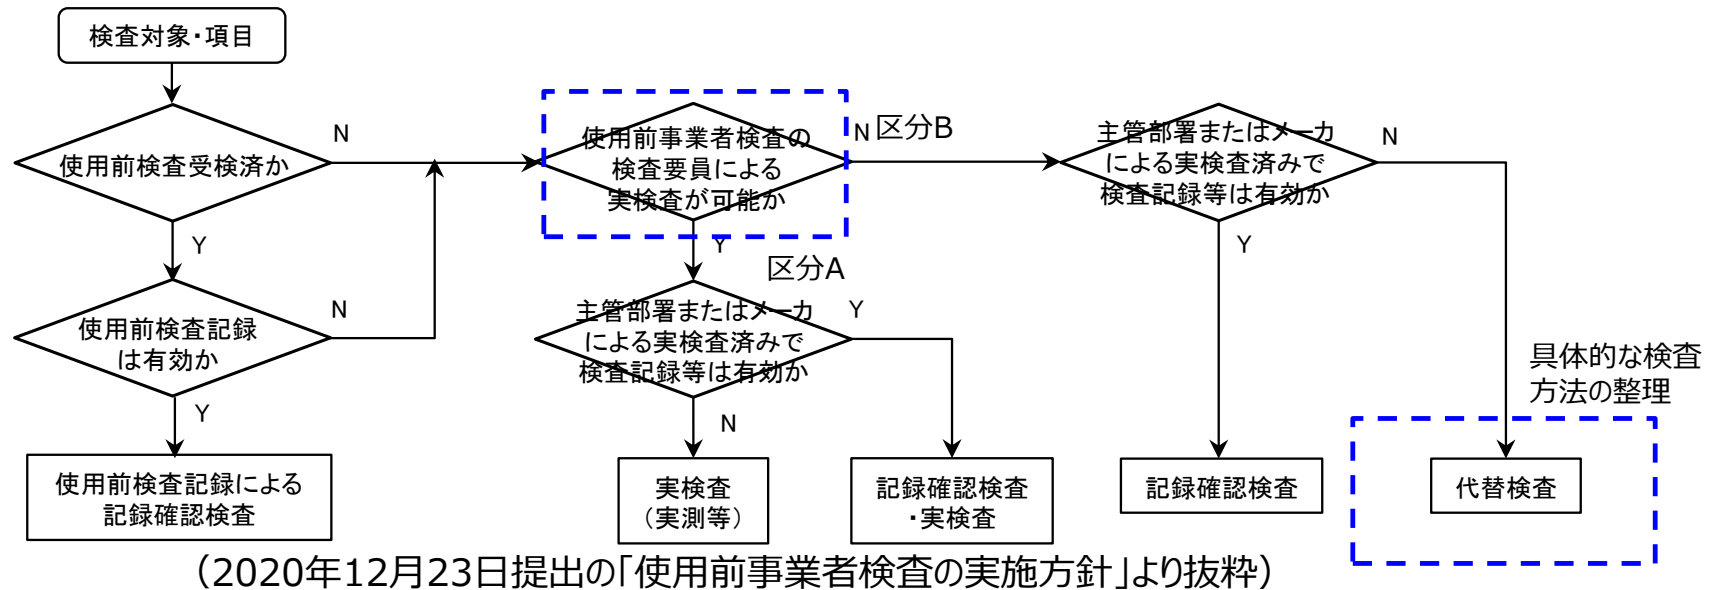 検査対象・項目
使用前検査受検済か
N
Y
使用前検査記録
は有効か
N
Y
使用前検査記録による
記録確認検査
使用前事業者検査の
検査要員による
実検査が可能か
N
区分B
Y
区分A
主管部署またはメーカ
による実検査済みで
検査記録等は有効か
Y
N
実検査
（実測等）
記録確認検査
・実検査
主管部署またはメーカ
による実検査済みで
検査記録等は有効か
N
Y
記録確認検査
具体的な検査
方法の整理
代替検査
（2020年12月23日提出の「使用前事業者検査の実施方針」より抜粋）